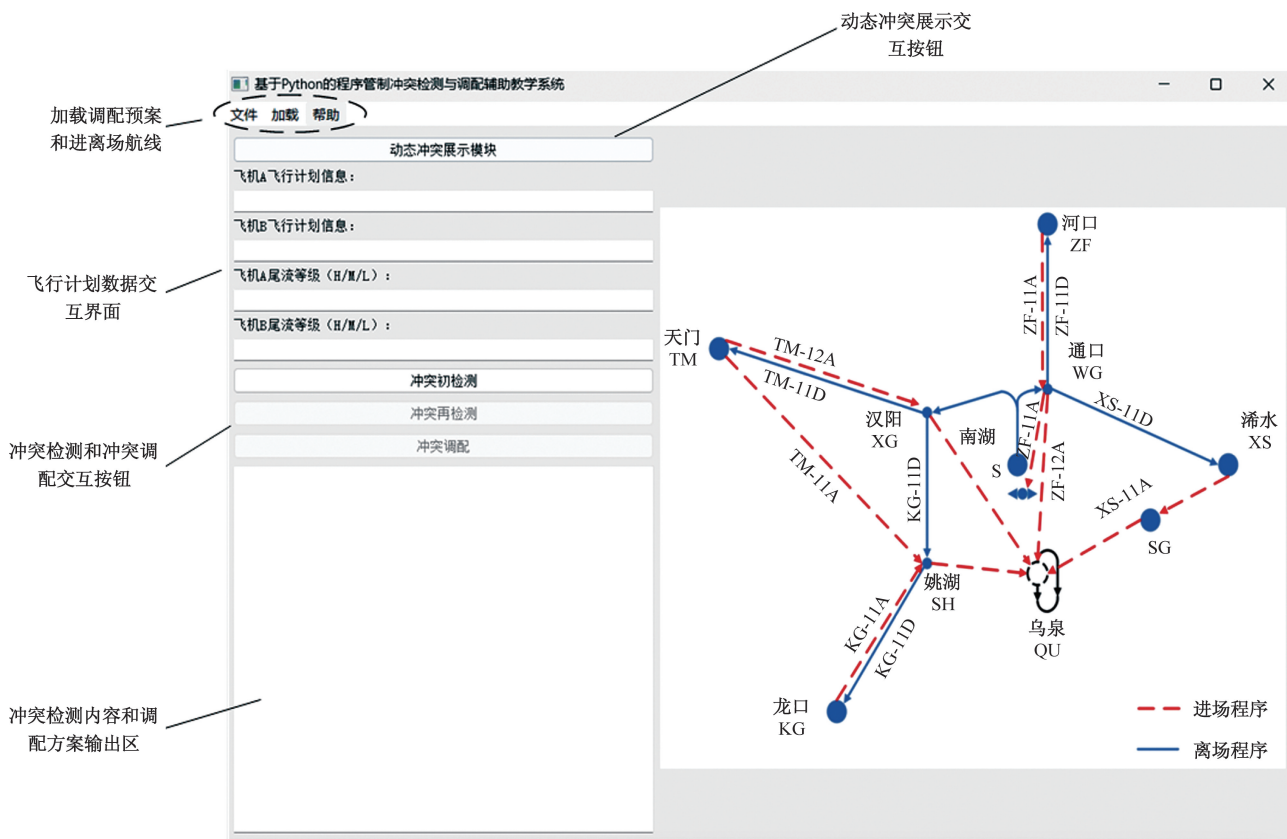 动态冲突展示交
互按钮
基于Python的程序管制冲突检测与调配辅助教学系统
加载调配预案
和进离场航线
文件 加载 帮助
动态冲突展示模块
飞机A飞行计划信息：
飞机B飞行计划信息：
飞行计划数据交
互界面
飞机A尾流等级（H/M/L）：
飞机B尾流等级（H/M/L）：
冲突初检测
冲突再检测
冲突调配
冲突检测和冲突调
配交互按钮
冲突检测内容和调
配方案输出区
河口
ZF
ZF-11A
ZF-11D
天门
TM
TM-12A
TM-11D
通口
WG
XS-11D
汉阳
XG
南湖
S
ZF-11A
ZF-12A
浠水
XS
TM-11A
KG-11D
XS-11A
SG
姚湖
SH
乌泉
QU
KG-11A
KG-11D
龙口
KG
进场程序
离场程序